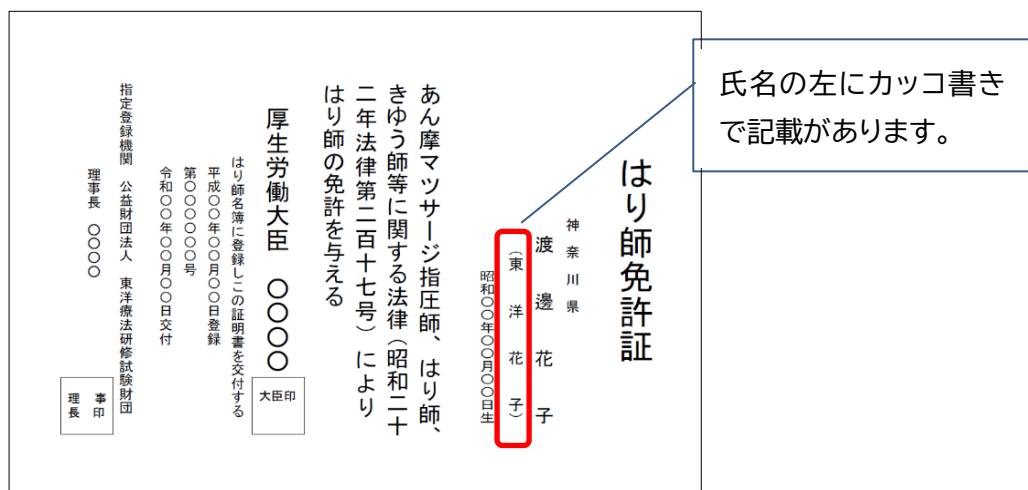 はり師免許証
神奈川県
渡邊花子
（東洋花子）
昭和〇〇年〇〇月〇〇日生
あん摩マツサージ指圧師、はり師、
きゆう師等に関する法律（昭和二十
二年法律第二百十七号）により
はり師の免許を与える
厚生労働大臣　〇〇〇〇
大臣印
はり師名簿に登録しこの証明書を交付する
平成〇〇年〇〇月〇〇日登録
第〇〇〇〇〇〇号
令和〇〇年〇〇月〇〇日交付
指定登録機関　公益財団法人　東洋療法研修試験財団
理事長　〇〇〇〇
理事
長印
氏名の左にカッコ書き
で記載があります。